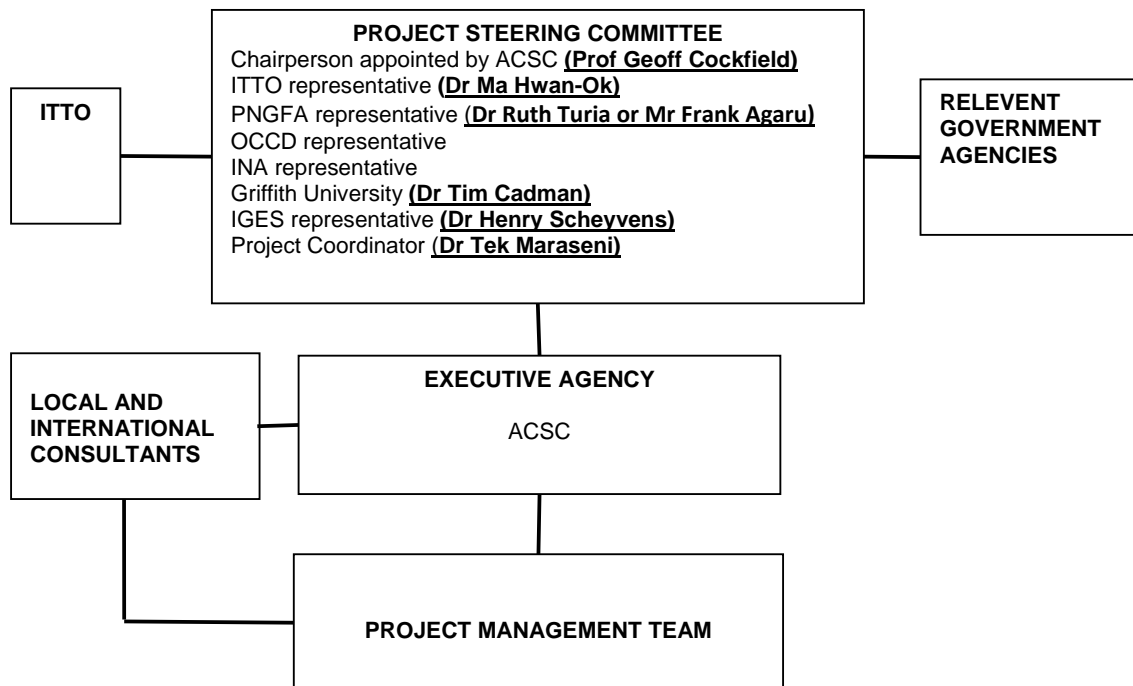 PROJECT STEERING COMMITTEE
Chairperson appointed by ACSC (Prof Geoff Cockfield)
ITTO representative (Dr Ma Hwan-Ok)
PNGFA representative (Dr Ruth Turia or Mr Frank Agaru)
OCCD representative
INA representative
Griffith University (Dr Tim Cadman)
IGES representative (Dr Henry Scheyvens)
Project Coordinator (Dr Tek Maraseni)
ITTO
RELEVENT
GOVERNMENT
AGENCIES
EXECUTIVE AGENCY
ACSC
LOCAL AND
INTERNATIONAL
CONSULTANTS
PROJECT MANAGEMENT TEAM